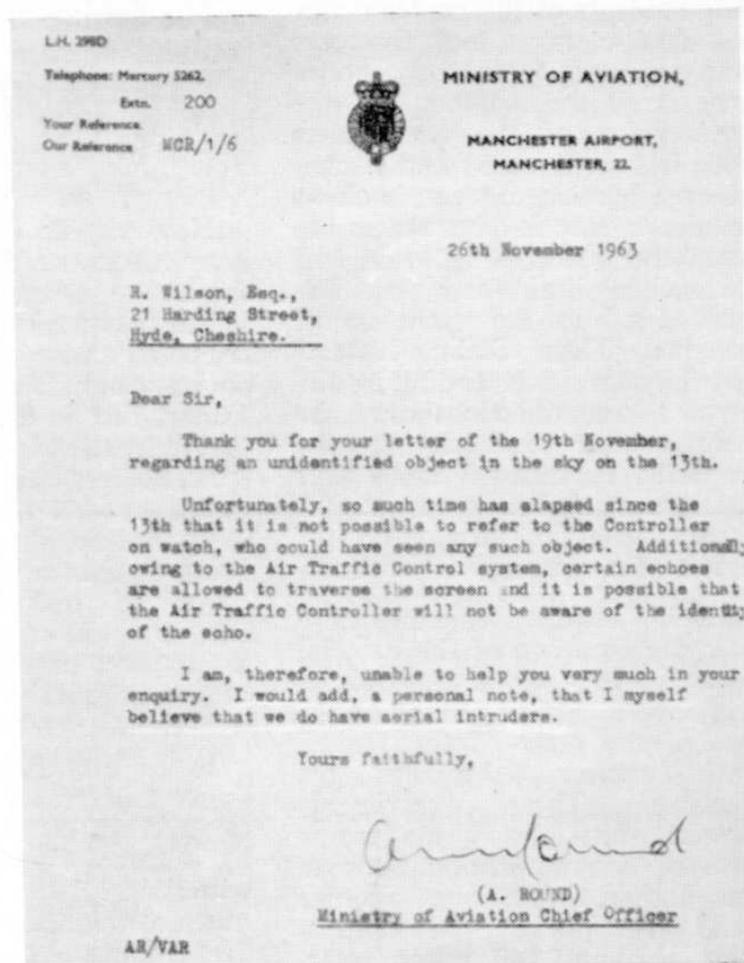 L.H. 298D
Telephone: Mercury 5262.
Extn. 200
Your Reference.
Our Reference MCR/1/6
MINISTRY OF AVIATION,
MANCHESTER AIRPORT,
MANCHESTER, 22.
26th November 1963
R. Wilson, Esq.,
21 Harding Street,
Hyde, Cheshire.
Dear Sir,
Thank you for your letter of the 19th November,
regarding an unidentified object in the sky on the 13th.
Unfortunately, so much time has elapsed since the
13th that it is not possible to refer to the Controller
on watch, who could have seen any such object. Additionally
owing to the Air Traffic Control system, certain echoes
are allowed to traverse the screen and it is possible that
the Air Traffic Controller will not be aware of the identity
of the echo.
I am, therefore, unable to help you very much in your
enquiry. I would add, a personal note, that I myself
believe that we do have aerial intruders.
Yours faithfully,
(A. ROUND)
Ministry of Aviation Chief Officer
AR/VAR